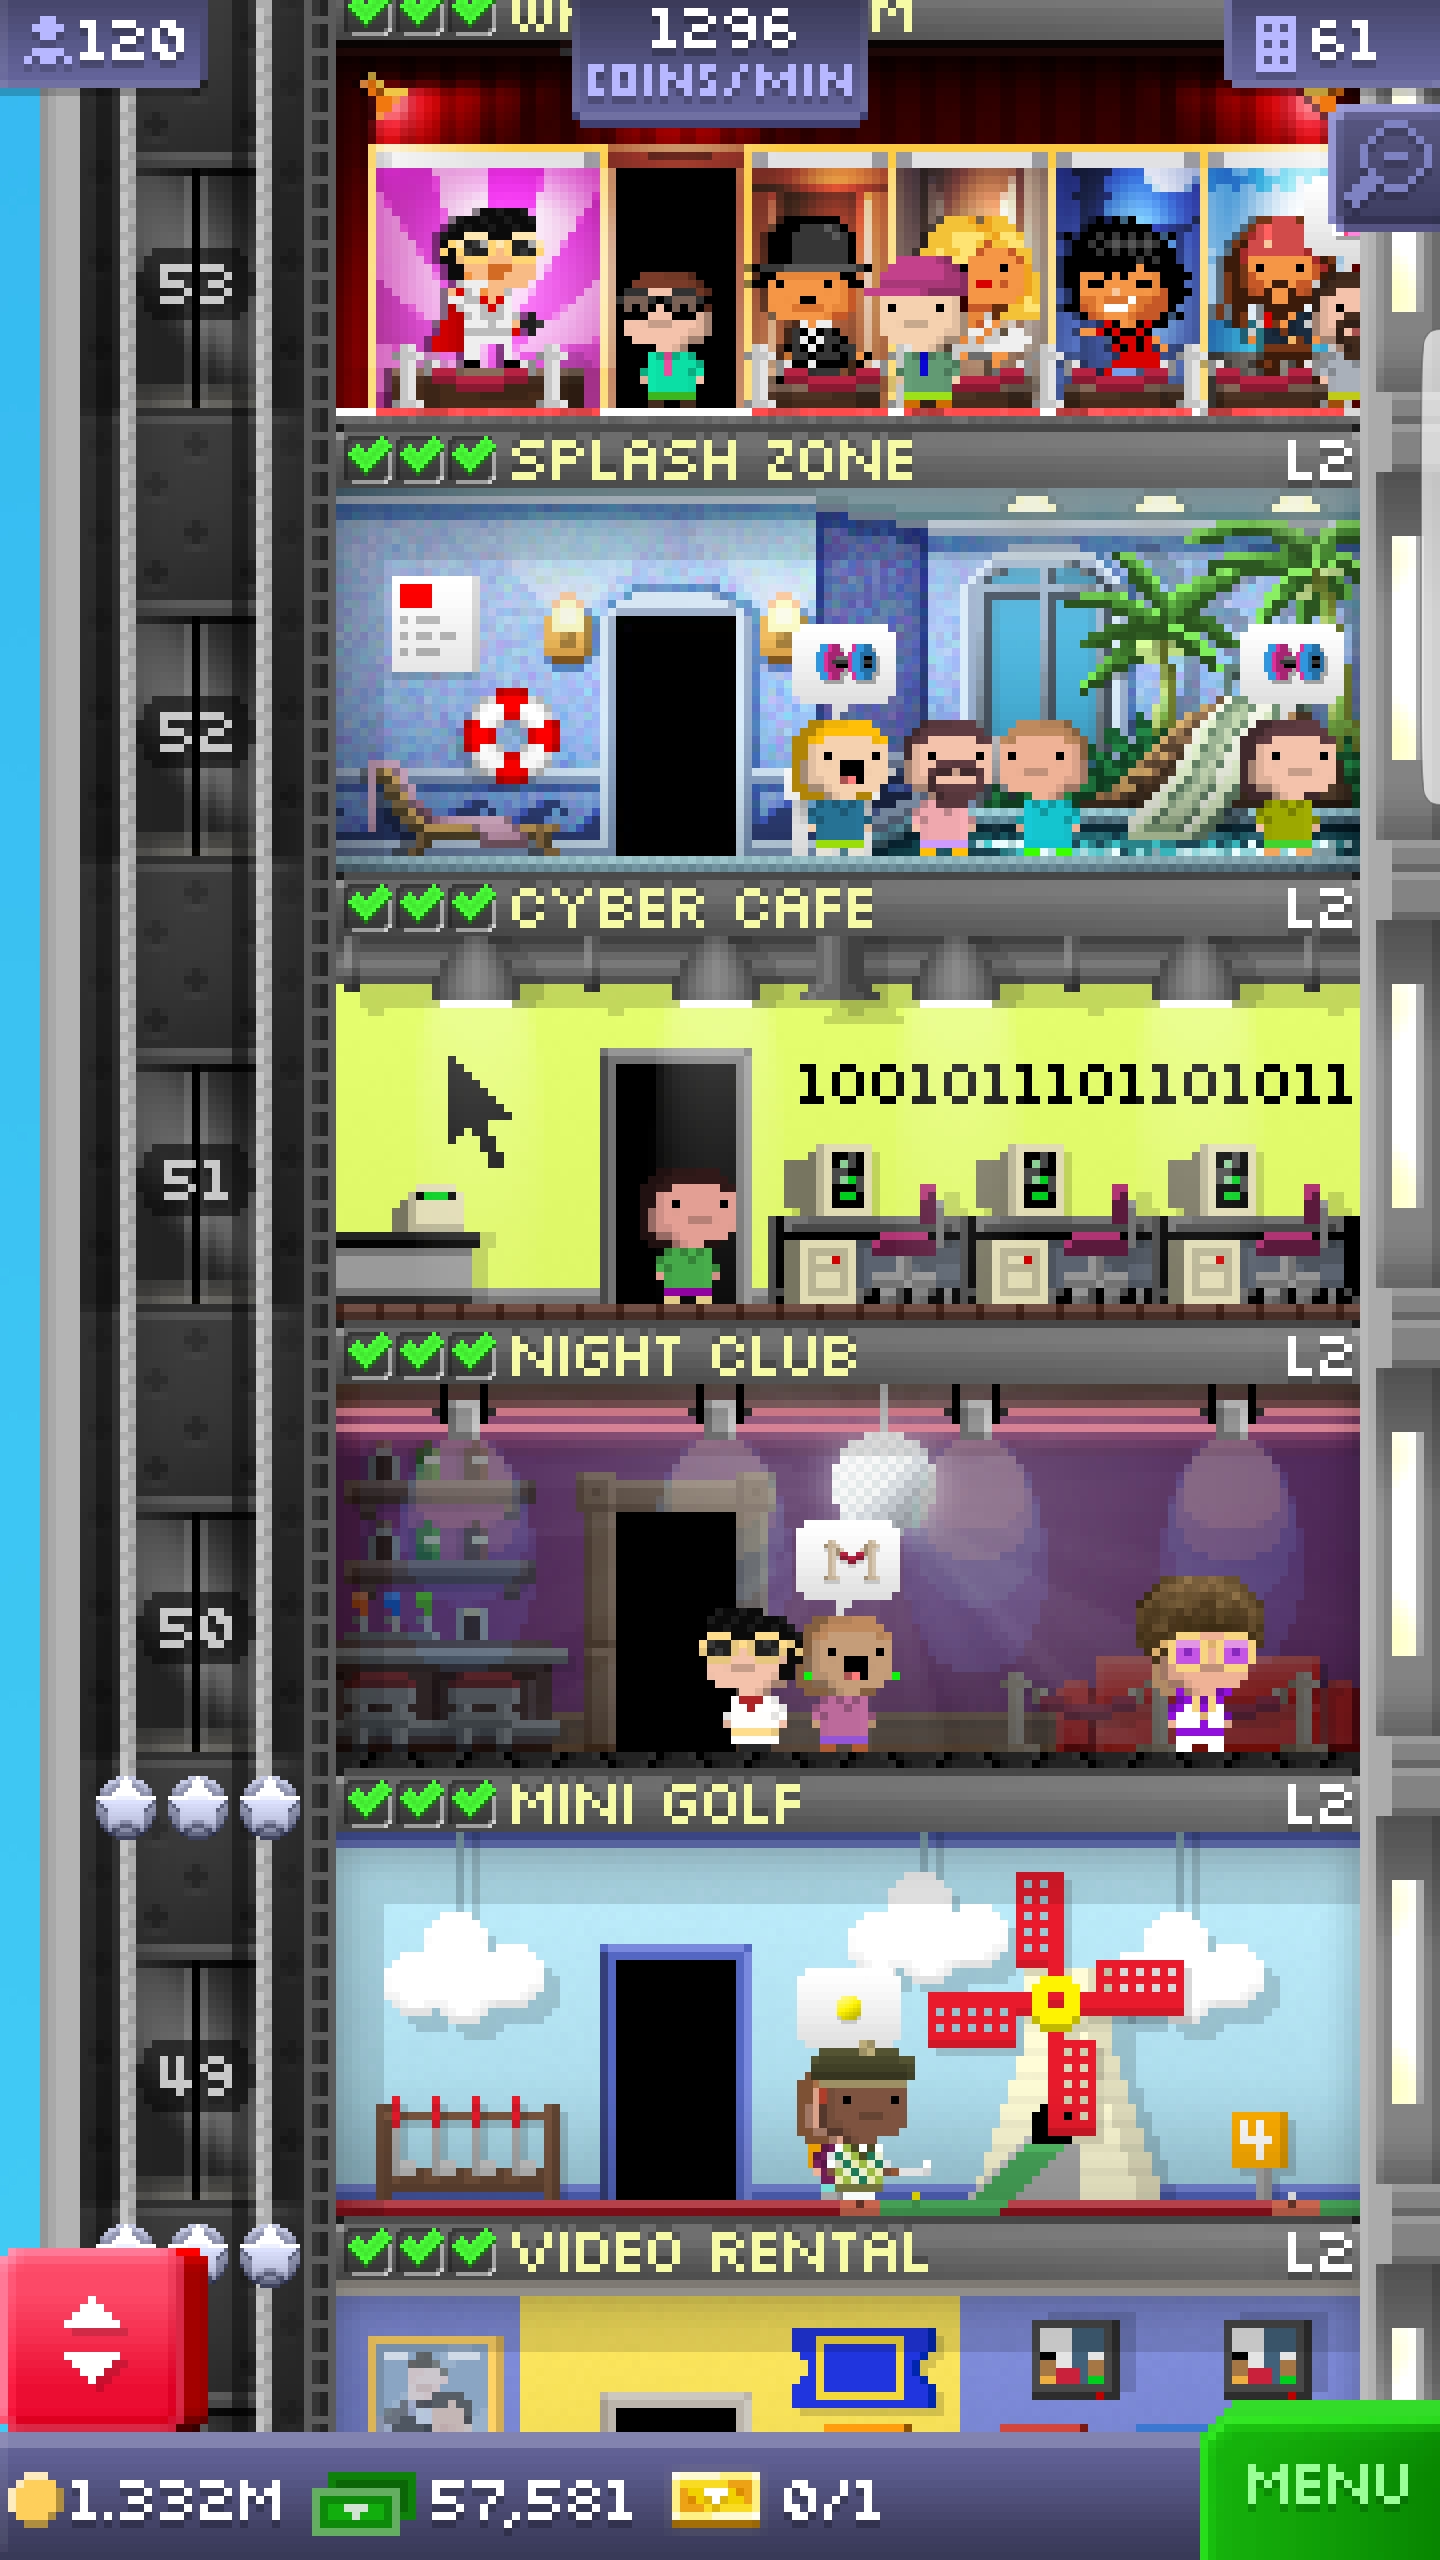 120
1296
COINS/MIN
61
53
SPLASH ZONE L2
52
CYBER CAFE L2
51
1001011101101011
NIGHT CLUB L2
50
MINI GOLF L2
49
4
VIDEO RENTAL L2
1.332M 57,581 0/1
MENU